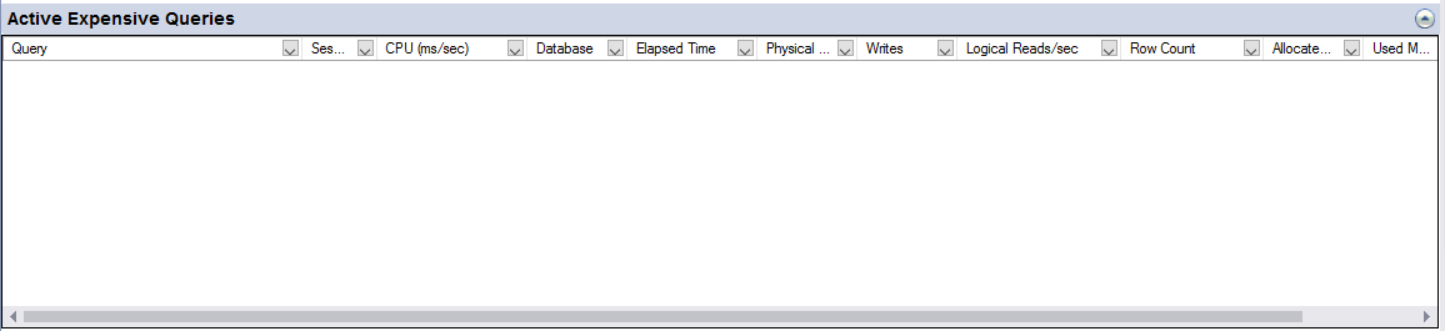 Active Expensive Queries
Query Ses... CPU (ms/sec) Database Elapsed Time Physical ... Writes Logical Reads/sec Row Count Allocate... Used M...